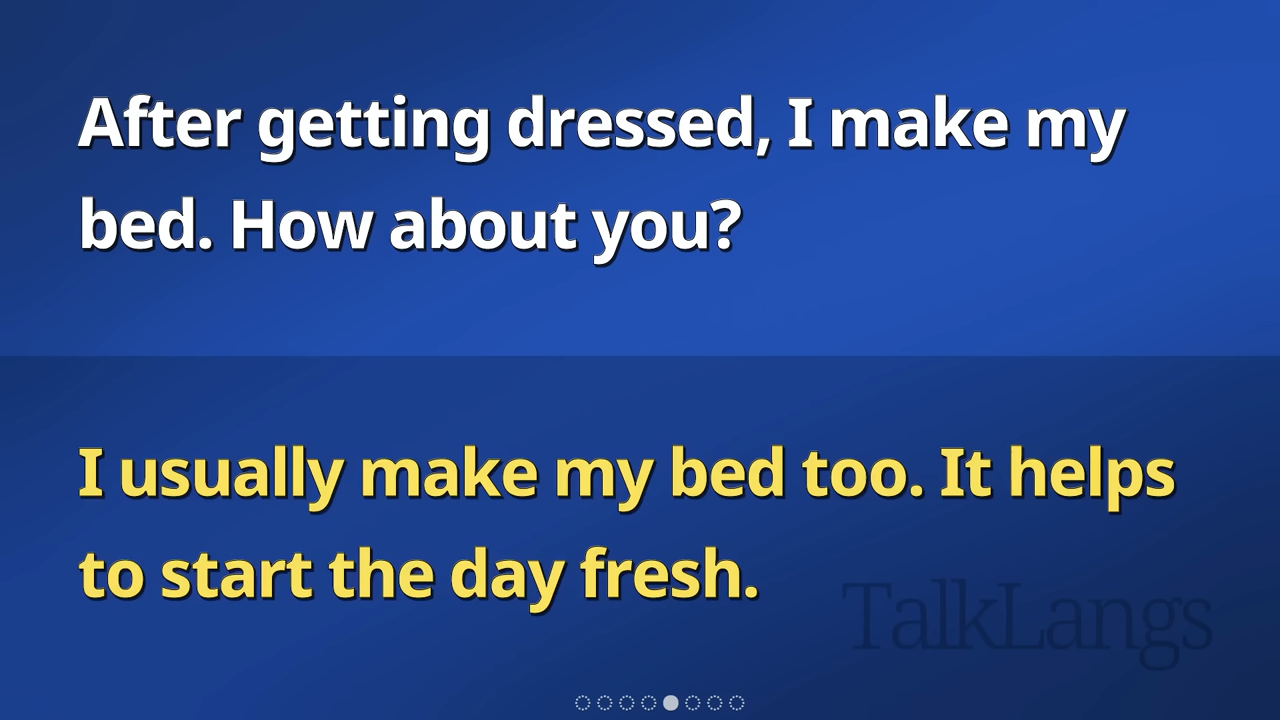 After getting dressed, I make my
bed. How about you?
I usually make my bed too. It helps
to start the day fresh.
TalkLangs